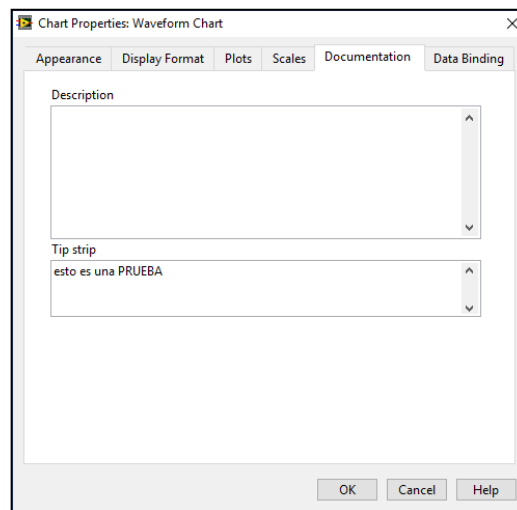 Chart Properties: Waveform Chart
Appearance Display Format Plots Scales Documentation Data Binding
Description
Tip strip
esto es una PRUEBA
OK Cancel Help